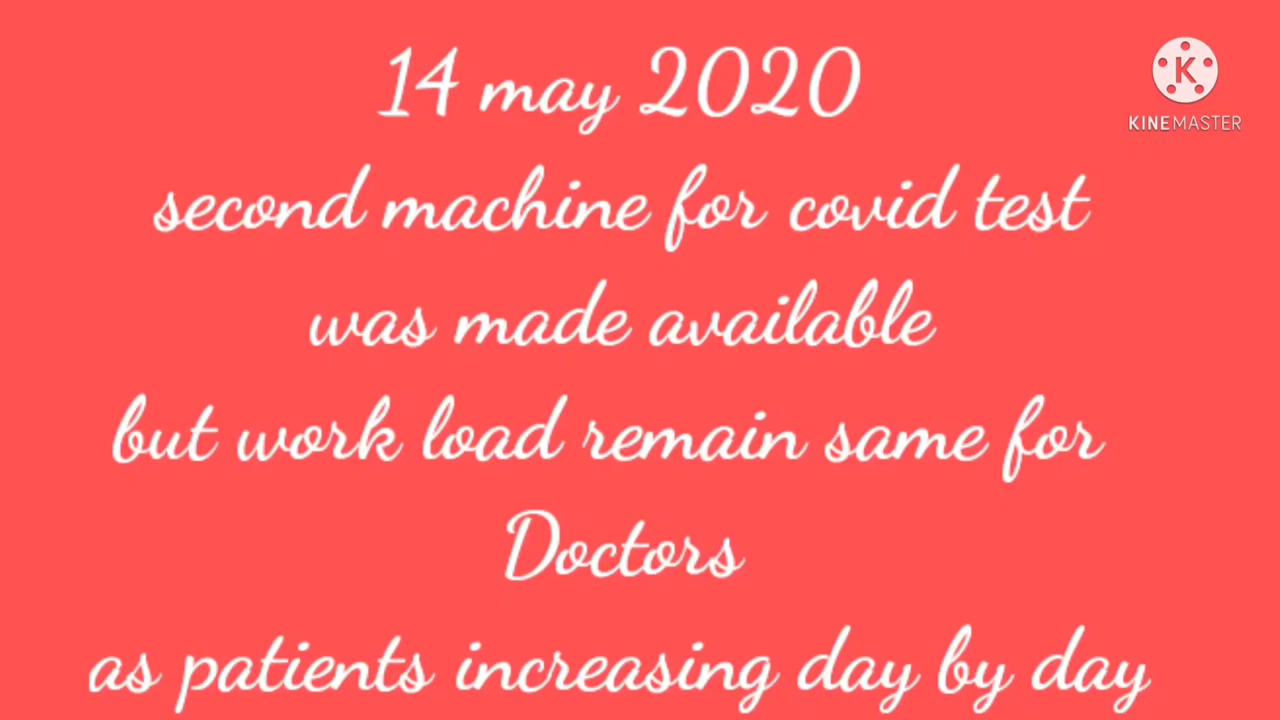 14 may 2020
second machine for covid test
was made available
but work load remain same for
Doctors
as patients increasing day by day
K
KINEMASTER